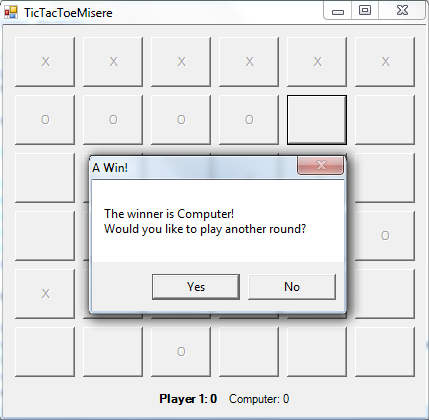 TicTacToeMisere
X X X X X X
O O O O
A Win!
The winner is Computer!
Would you like to play another round?
O
Yes No
X
O
Player 1: 0 Computer: 0